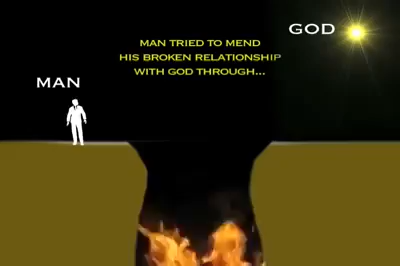 GOD
MAN TRIED TO MEND
HIS BROKEN RELATIONSHIP
WITH GOD THROUGH...
MAN